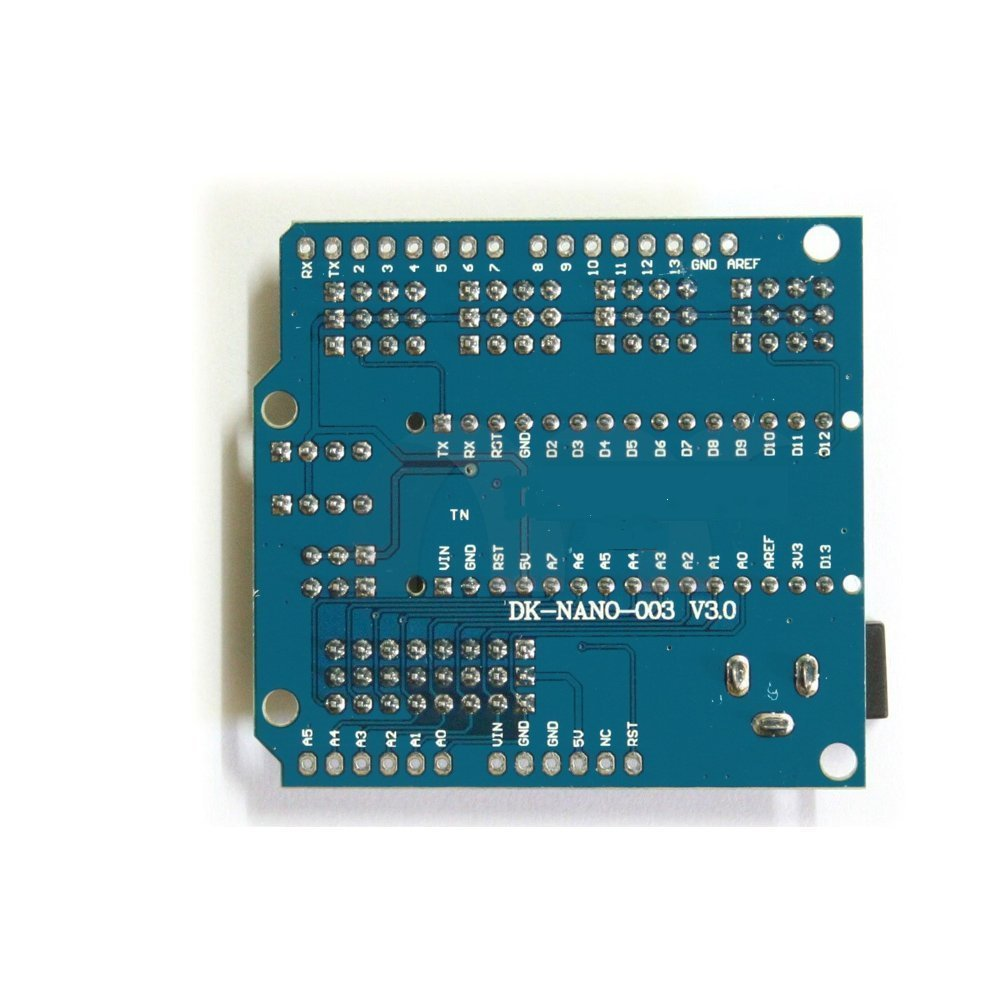 RX TX 2 3 4 5 6 7 8 9 10 11 12 13 GND AREF
TX RX RST GND D2 D3 D4 D5 D6 D7 D8 D9 D10 D11 D12
TN
VIN GND RST 5V A7 A6 A5 A4 A3 A2 A1 A0 AREF 3V3 D13
DK-NANO-003 V3.0
A5 A4 A3 A2 A1 A0 VIN GND GND 5V NC RST